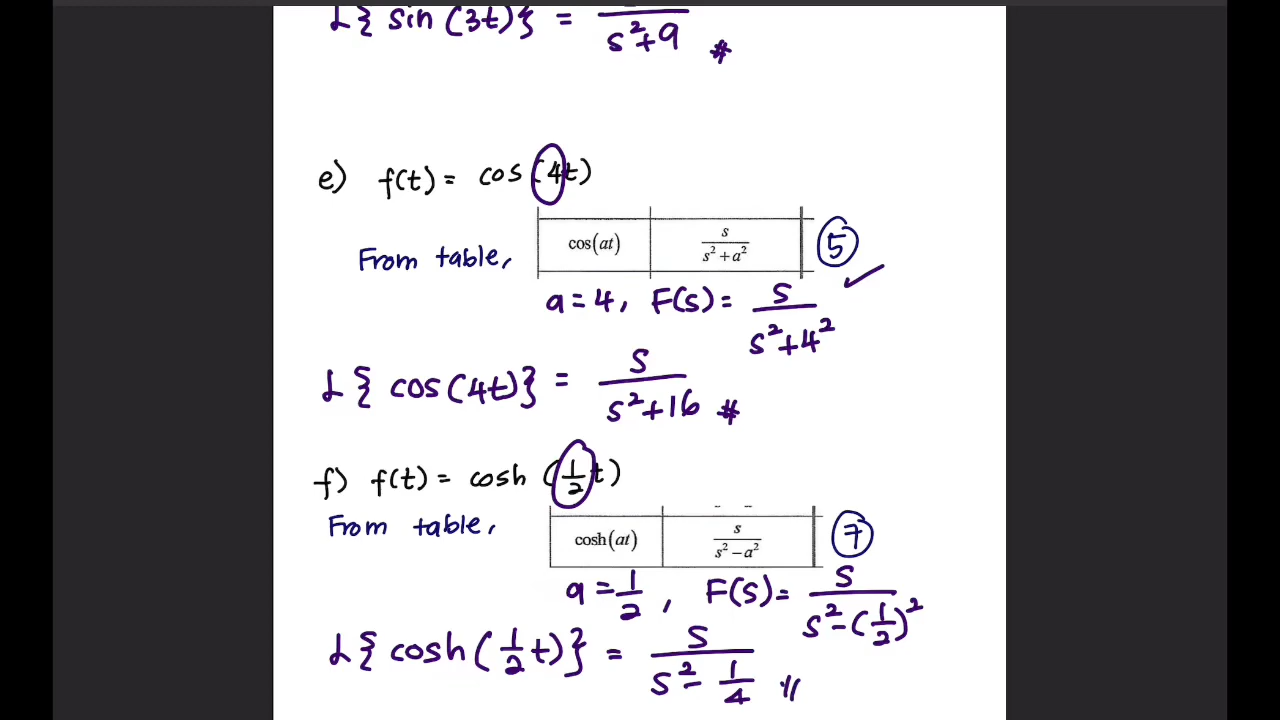 ℒ{ sin (3t)} = / s²+9 #
e) f(t) = cos (4t)
From table, cos(at) s/(s² + a²) ⑤
a = 4, F(s) = s/(s²+4²) ✓
ℒ{ cos(4t)} = s/(s²+16) #
f) f(t) = cosh (1/2 t)
From table, cosh(at) s/(s² − a²) ⑦
a = 1/2, F(s) = s/(s² − (1/2)²)
ℒ{ cosh (1/2 t)} = s/(s² − 1/4) //